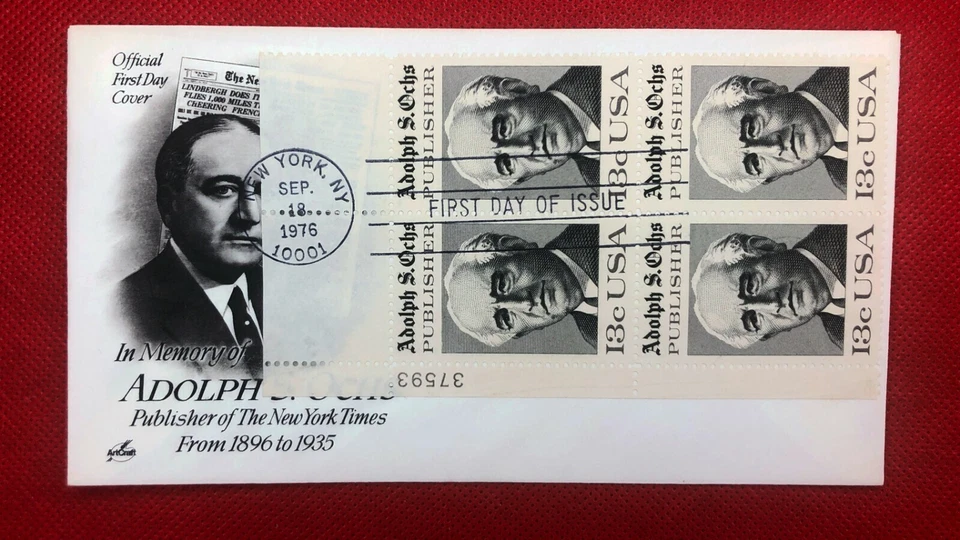 Official
First Day
Cover
The Ne
LINDBERGH DOES IT
FLIES 1,000 MILES T
CHEERING FRENC
NEW YORK, NY
SEP.
18
1976
10001
FIRST DAY OF ISSUE
Adolph S. Ochs
PUBLISHER
13c USA
Adolph S. Ochs
PUBLISHER
13c USA
Adolph S. Ochs
PUBLISHER
13c USA
Adolph S. Ochs
PUBLISHER
13c USA
37593
In Memory of
ADOLPH S. OCHS
Publisher of The New York Times
From 1896 to 1935
ArtCraft